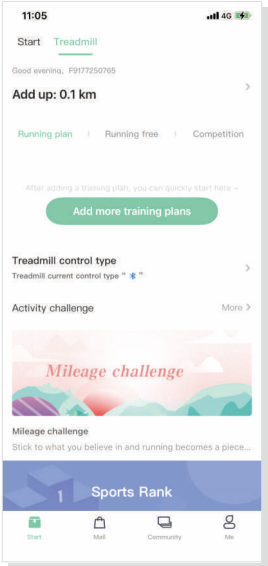 11:05
4G
Start Treadmill
Good evening, F9177250765
Add up: 0.1 km
Running plan Running free Competition
After adding a training plan, you can quickly start here ~
Add more training plans
Treadmill control type
Treadmill current control type " "
Activity challenge More >
Mileage challenge
Mileage challenge
Stick to what you believe in and running becomes a piece...
1 Sports Rank
Start Mall Community Me